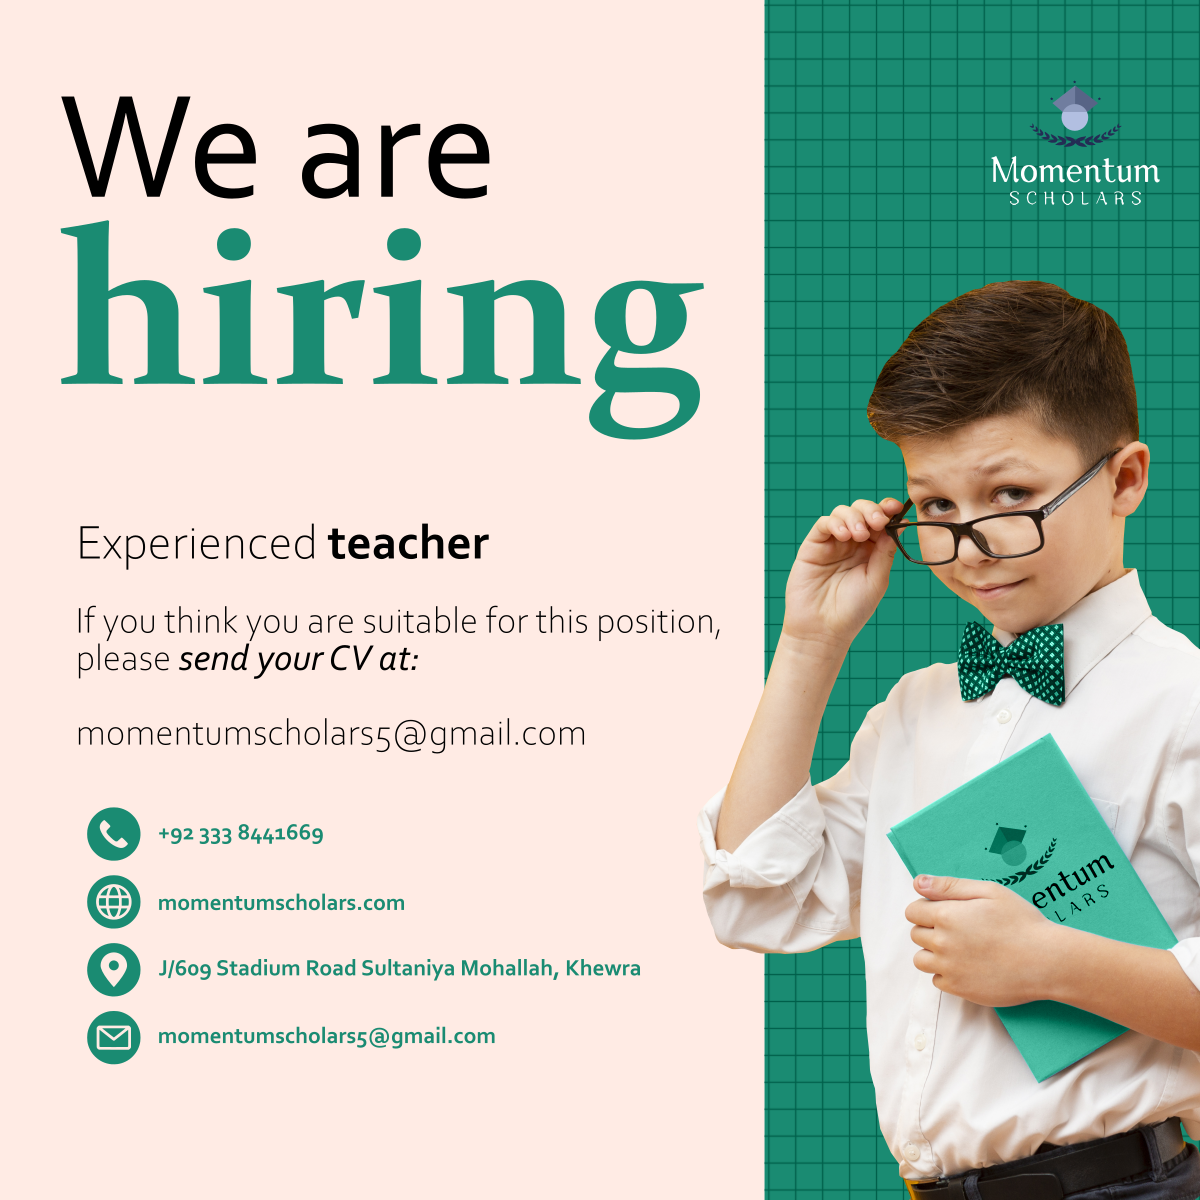 We are
hiring
Momentum
SCHOLARS
Experienced teacher
If you think you are suitable for this position,
please send your CV at:
momentumscholars5@gmail.com
+92 333 8441669
momentumscholars.com
J/609 Stadium Road Sultaniya Mohallah, Khewra
momentumscholars5@gmail.com
entum
LARS